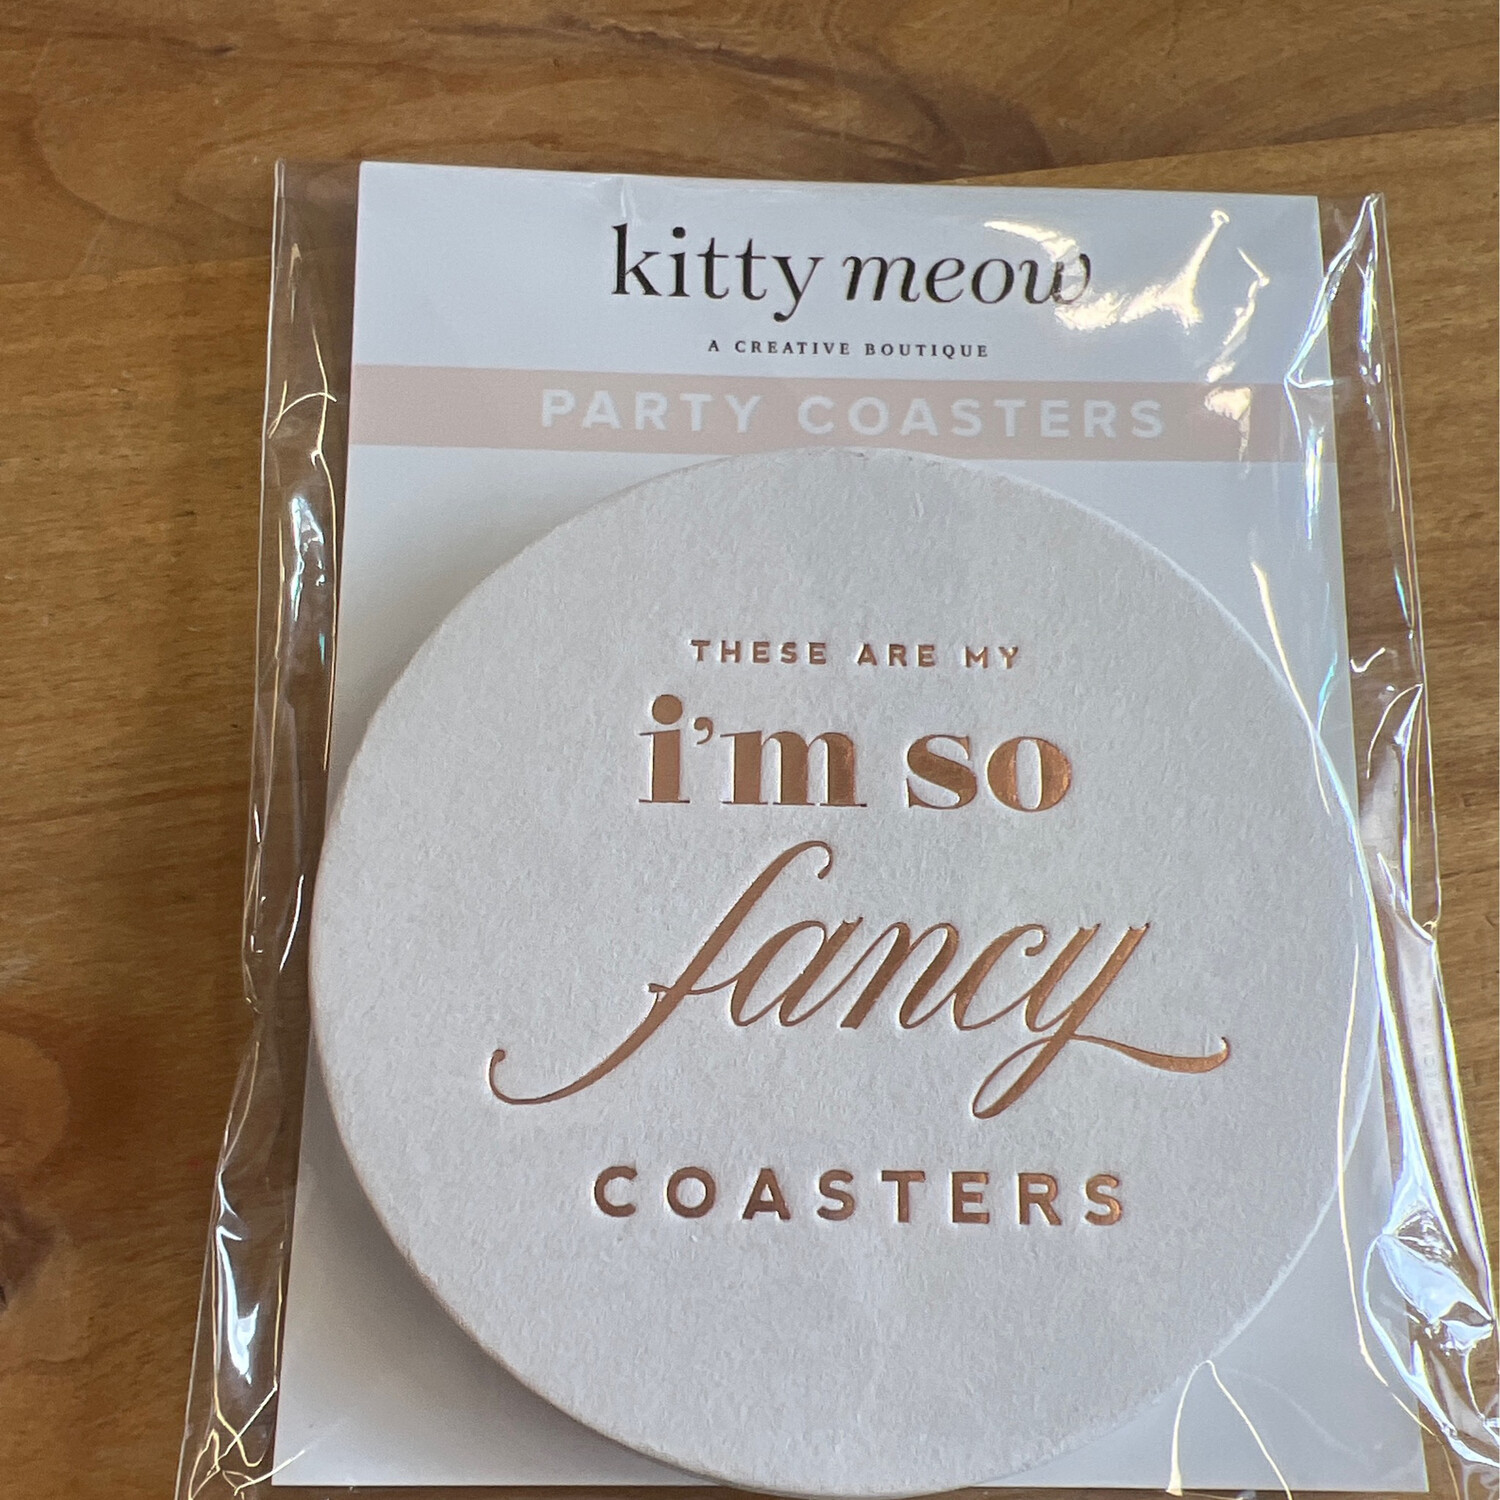 kitty meow
A CREATIVE BOUTIQUE
PARTY COASTERS
THESE ARE MY
i'm so
fancy
COASTERS